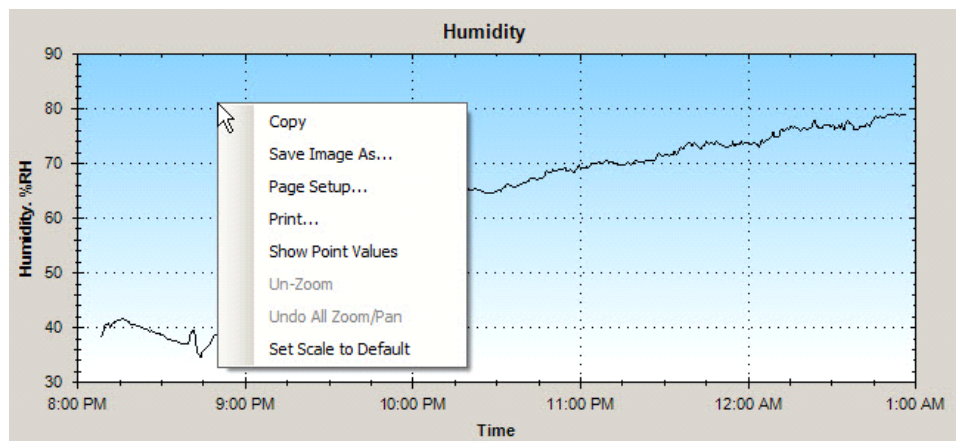 Humidity
90
80
70
60
50
40
30
Humidity. %RH
Copy
Save Image As...
Page Setup...
Print...
Show Point Values
Un-Zoom
Undo All Zoom/Pan
Set Scale to Default
8:00 PM 9:00 PM 10:00 PM 11:00 PM 12:00 AM 1:00 AM
Time